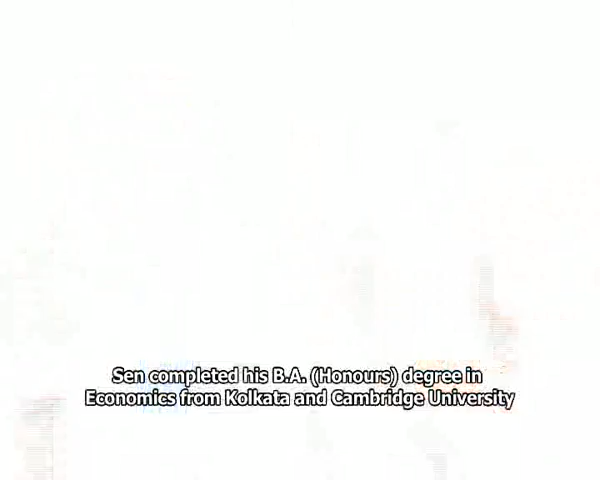 Sen completed his B.A. (Honours) degree in
Economics from Kolkata and Cambridge University